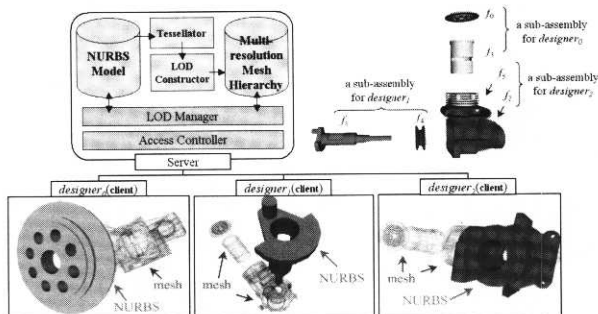 NURBS
Model
Tessellator
LOD
Constructor
Multi-
resolution
Mesh
Hierarchy
LOD Manager
Access Controller
Server
f₀
f₃
a sub-assembly
for designer₀
f₅
f₂
a sub-assembly
for designer₂
a sub-assembly
for designer₁
f₁
f₄
designer₀(client)
mesh
NURBS
designer₁(client)
mesh
NURBS
designer₂(client)
mesh
NURBS